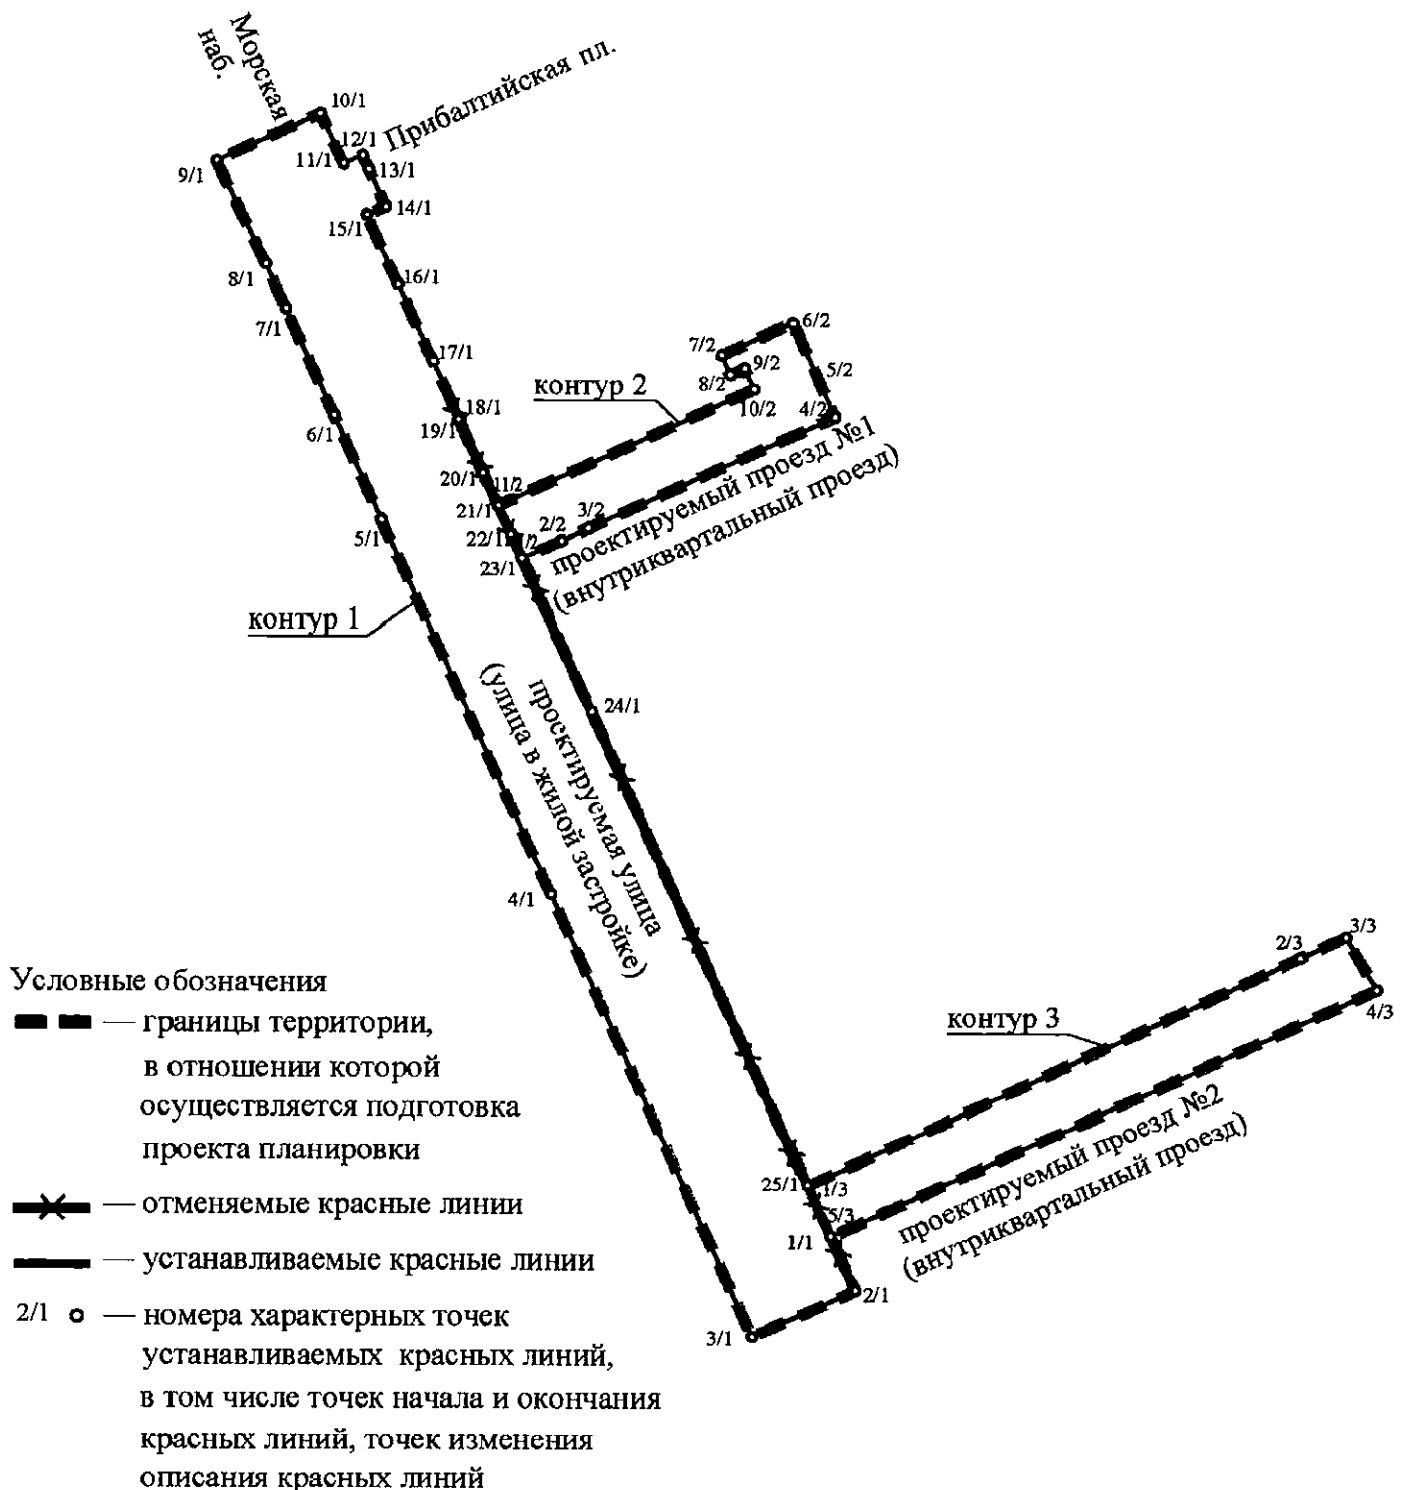 Морская
наб.
Прибалтийская пл.
10/1
12/1
11/1
9/1
13/1
14/1
15/1
8/1
16/1
7/1
17/1
6/2
7/2
9/2
8/2
5/2
10/2
4/2
контур 2
18/1
19/1
6/1
20/1
11/2
21/1
3/2
2/2
22/1
23/1
5/1
проектируемый проезд №1
(внутриквартальный проезд)
контур 1
24/1
проектируемая улица
(улица в жилой застройке)
4/1
3/3
2/3
4/3
контур 3
25/1
1/3
5/3
1/1
проектируемый проезд №2
(внутриквартальный проезд)
2/1
3/1
Условные обозначения
— границы территории,
в отношении которой
осуществляется подготовка
проекта планировки
— отменяемые красные линии
— устанавливаемые красные линии
2/1 — номера характерных точек
устанавливаемых красных линий,
в том числе точек начала и окончания
красных линий, точек изменения
описания красных линий